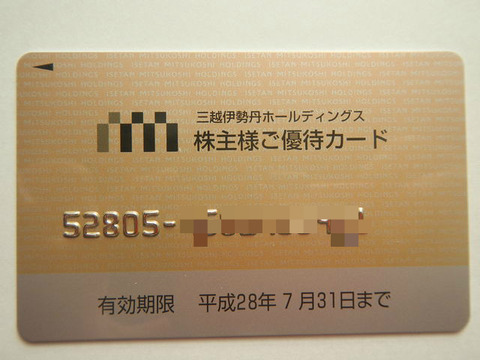 ISETAN MITSUKOSHI HOLDINGS
三越伊勢丹ホールディングス
株主様ご優待カード
52805-
有効期限 平成28年7月31日まで